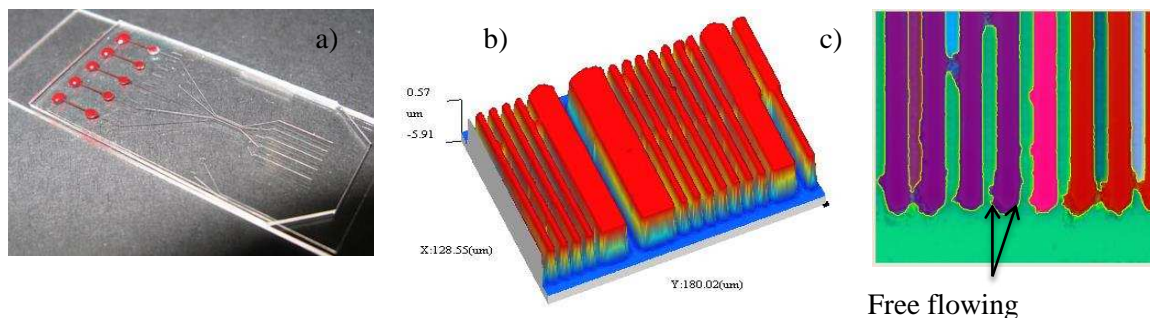 a)
b)
c)
0.57
um
-5.91
X:128.55(um)
Y:180.02(um)
Free flowing